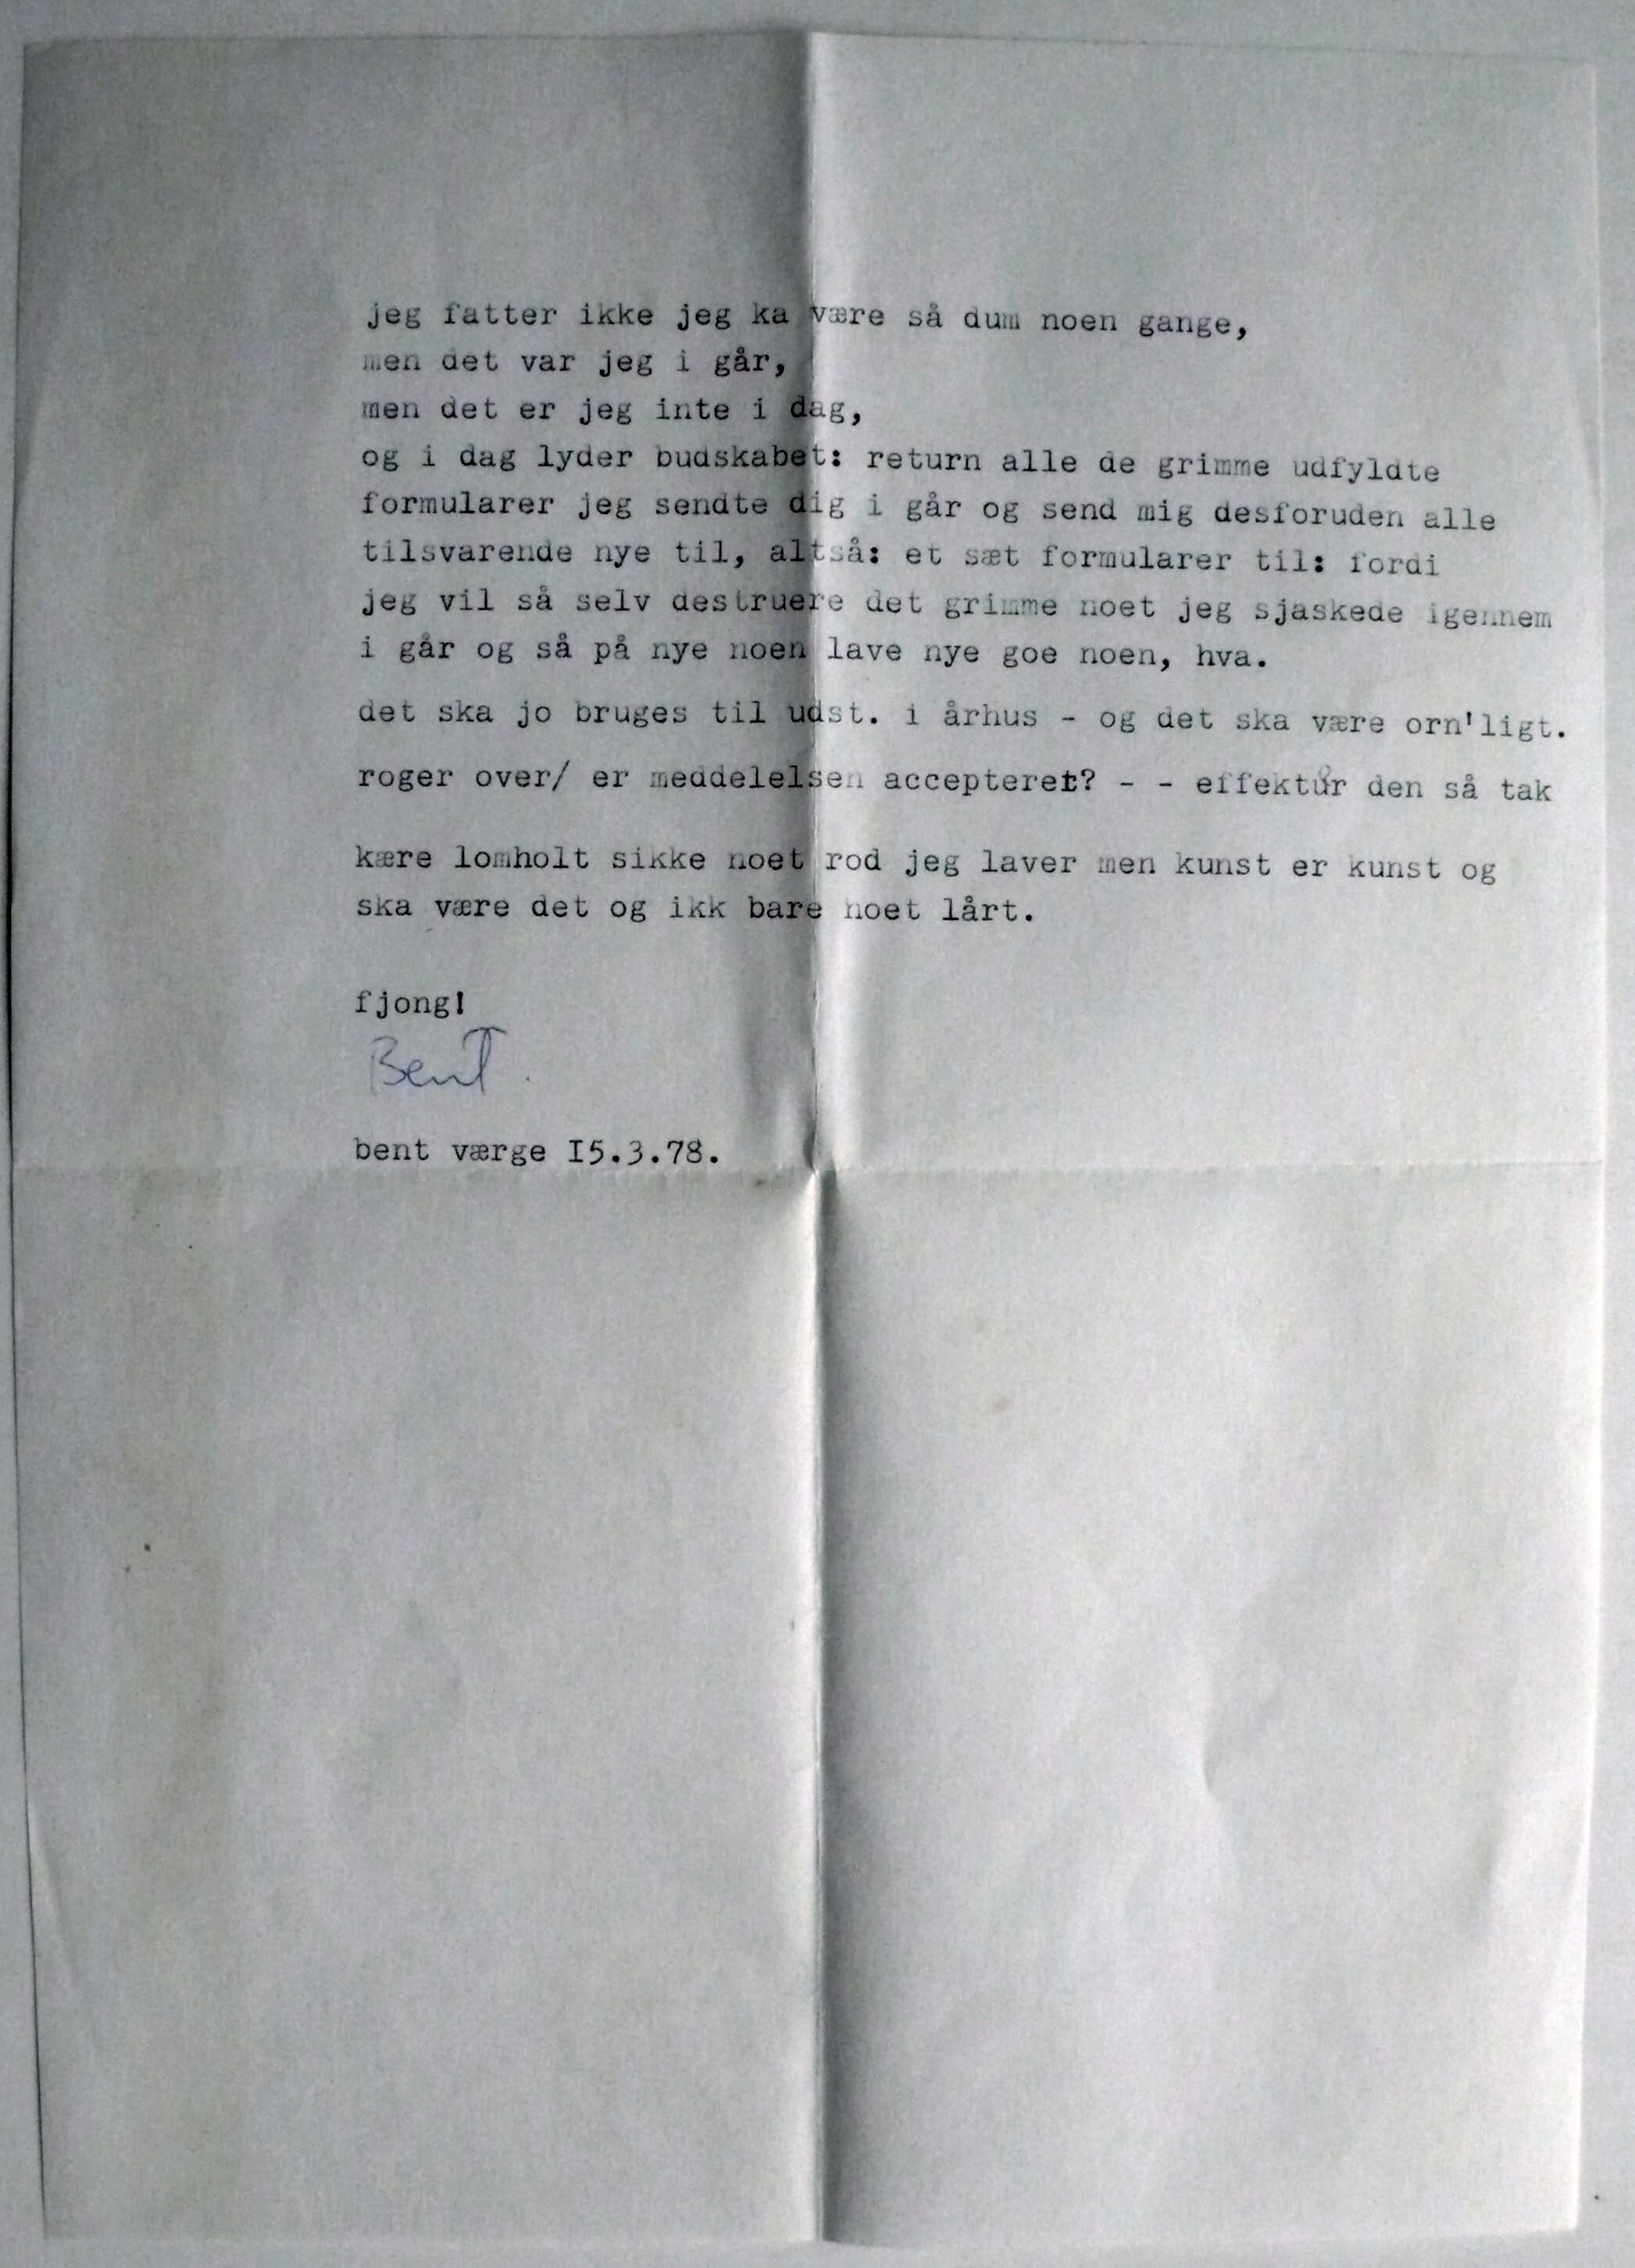 jeg fatter ikke jeg ka være så dum noen gange,
men det var jeg i går,
men det er jeg inte i dag,
og i dag lyder budskabet: return alle de grimme udfyldte
formularer jeg sendte dig i går og send mig desforuden alle
tilsvarende nye til, altså: et sæt formularer til: fordi
jeg vil så selv destruere det grimme noet jeg sjaskede igennem
i går og så på nye noen lave nye goe noen, hva.
det ska jo bruges til udst. i århus - og det ska være orn'ligt.
roger over/ er meddelelsen accepteret? - - effektur den så tak
kære lomholt sikke noet rod jeg laver men kunst er kunst og
ska være det og ikk bare noet lårt.
fjong!
Bent.
bent værge I5.3.78.